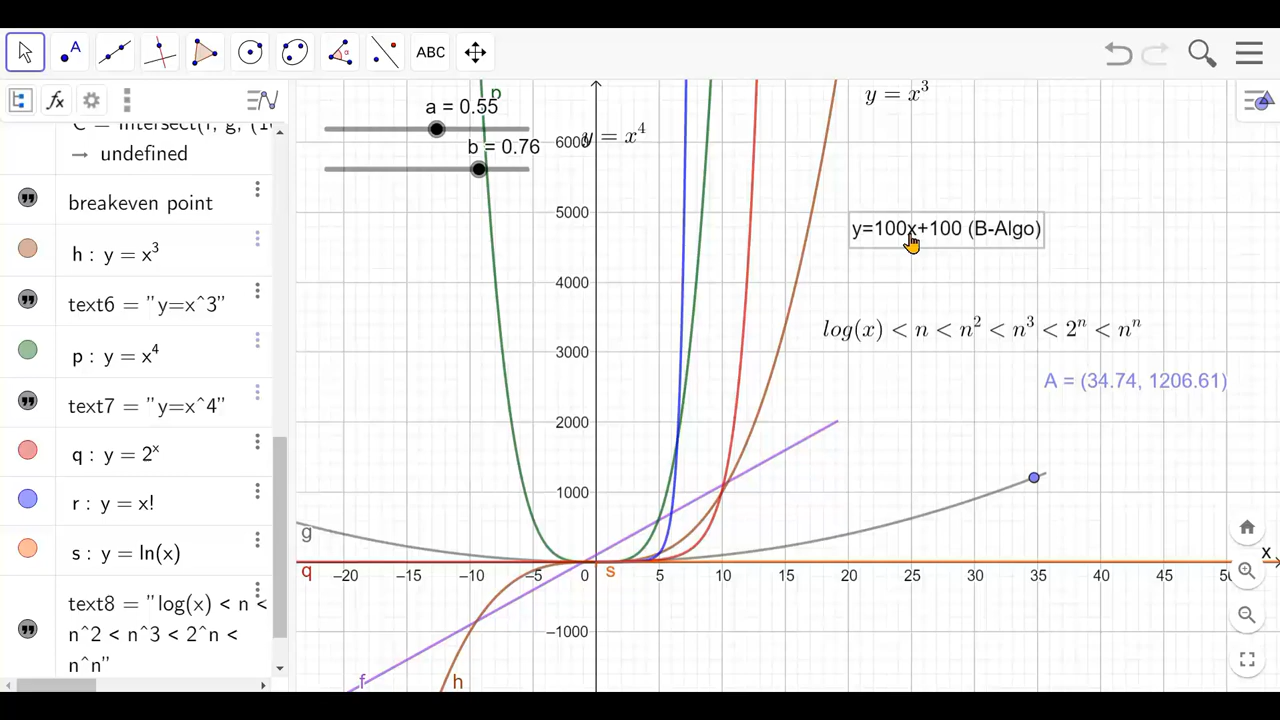 ABC
→ undefined
breakeven point
h : y = x³
text6 = "y=x^3"
p : y = x⁴
text7 = "y=x^4"
q : y = 2ˣ
r : y = x!
s : y = ln(x)
text8 = "log(x) < n <
n^2 < n^3 < 2^n <
n^n"
a = 0.55
b = 0.76
p
y = x⁴
y = x³
y=100x+100 (B-Algo)
log(x) < n < n² < n³ < 2ⁿ < nⁿ
A = (34.74, 1206.61)
6000
5000
4000
3000
2000
1000
−1000
g
q
s
x
−20 −15 −10 −5 0 5 10 15 20 25 30 35 40 45
f
h